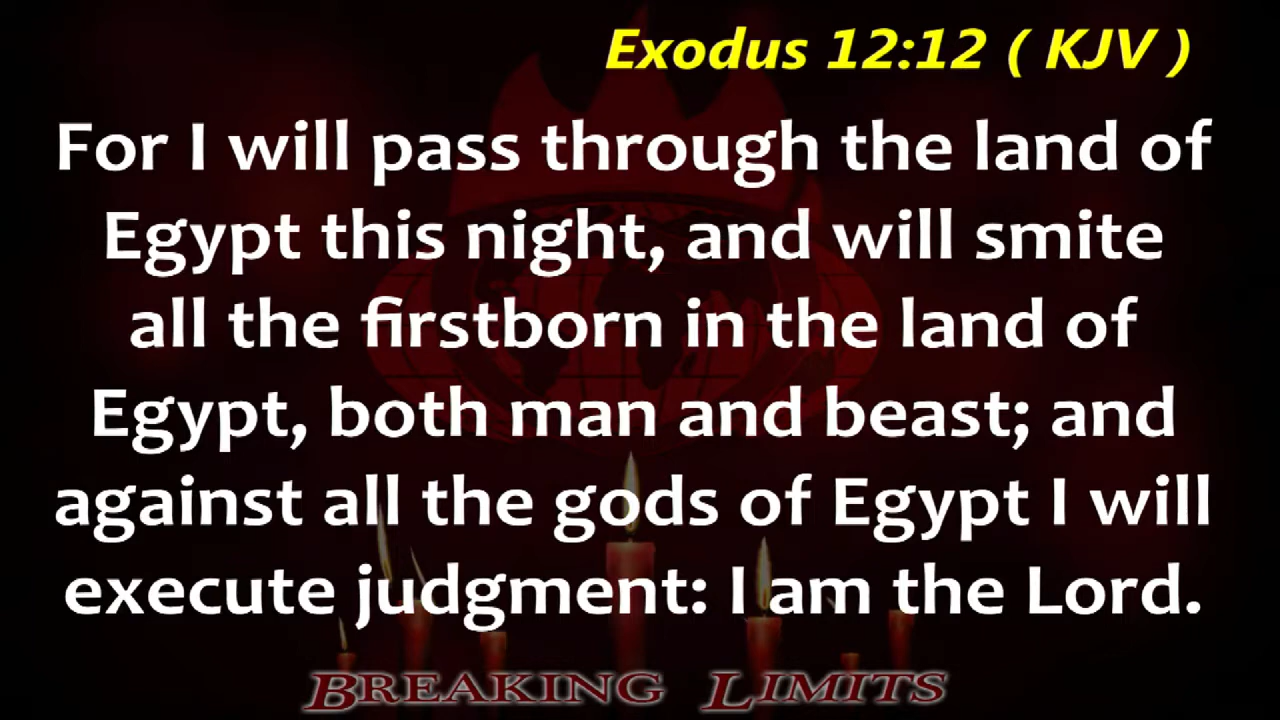 Exodus 12:12 ( KJV )
For I will pass through the land of
Egypt this night, and will smite
all the firstborn in the land of
Egypt, both man and beast; and
against all the gods of Egypt I will
execute judgment: I am the Lord.
BREAKING LIMITS